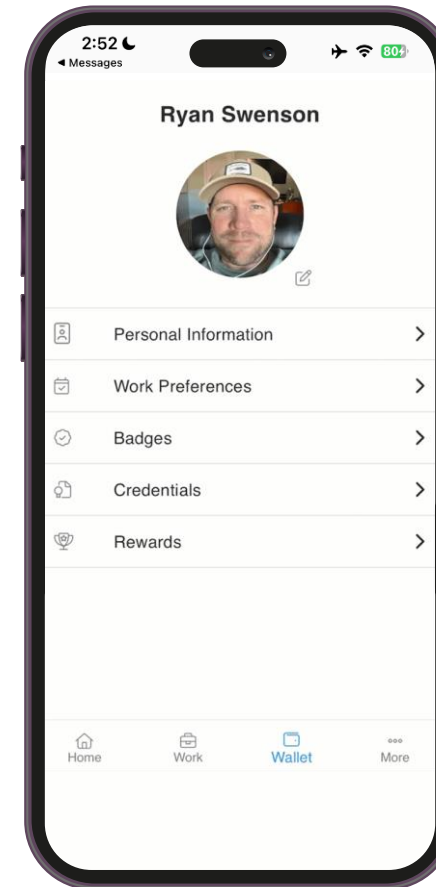 2:52
◀ Messages
80
Ryan Swenson
Personal Information
Work Preferences
Badges
Credentials
Rewards
Home
Work
Wallet
More